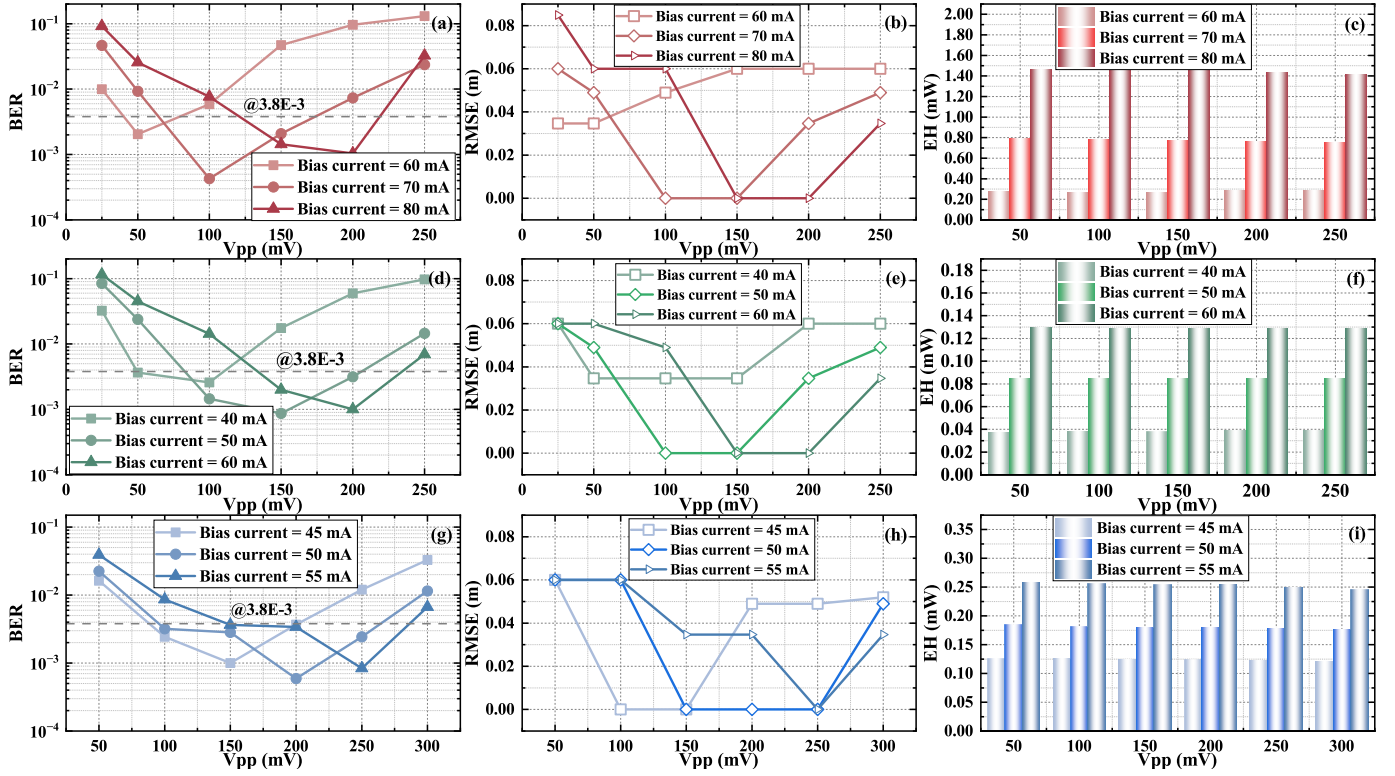 (a)
10⁻¹
10⁻²
10⁻³
10⁻⁴
BER
@3.8E-3
Bias current = 60 mA
Bias current = 70 mA
Bias current = 80 mA
0 50 100 150 200 250
Vpp (mV)
(b)
0.08
0.06
0.04
0.02
0.00
RMSE (m)
Bias current = 60 mA
Bias current = 70 mA
Bias current = 80 mA
0 50 100 150 200 250
Vpp (mV)
(c)
2.00
1.80
1.60
1.40
1.20
1.00
0.80
0.60
0.40
0.20
0.00
EH (mW)
Bias current = 60 mA
Bias current = 70 mA
Bias current = 80 mA
50 100 150 200 250
Vpp (mV)
(d)
10⁻¹
10⁻²
10⁻³
10⁻⁴
BER
@3.8E-3
Bias current = 40 mA
Bias current = 50 mA
Bias current = 60 mA
0 50 100 150 200 250
Vpp (mV)
(e)
0.08
0.06
0.04
0.02
0.00
RMSE (m)
Bias current = 40 mA
Bias current = 50 mA
Bias current = 60 mA
0 50 100 150 200 250
Vpp (mV)
(f)
0.18
0.16
0.14
0.12
0.10
0.08
0.06
0.04
0.02
0.00
EH (mW)
Bias current = 40 mA
Bias current = 50 mA
Bias current = 60 mA
50 100 150 200 250
Vpp (mV)
(g)
10⁻¹
10⁻²
10⁻³
10⁻⁴
BER
@3.8E-3
Bias current = 45 mA
Bias current = 50 mA
Bias current = 55 mA
50 100 150 200 250 300
Vpp (mV)
(h)
0.08
0.06
0.04
0.02
0.00
RMSE (m)
Bias current = 45 mA
Bias current = 50 mA
Bias current = 55 mA
50 100 150 200 250 300
Vpp (mV)
(i)
0.35
0.30
0.25
0.20
0.15
0.10
0.05
0.00
EH (mW)
Bias current = 45 mA
Bias current = 50 mA
Bias current = 55 mA
50 100 150 200 250 300
Vpp (mV)